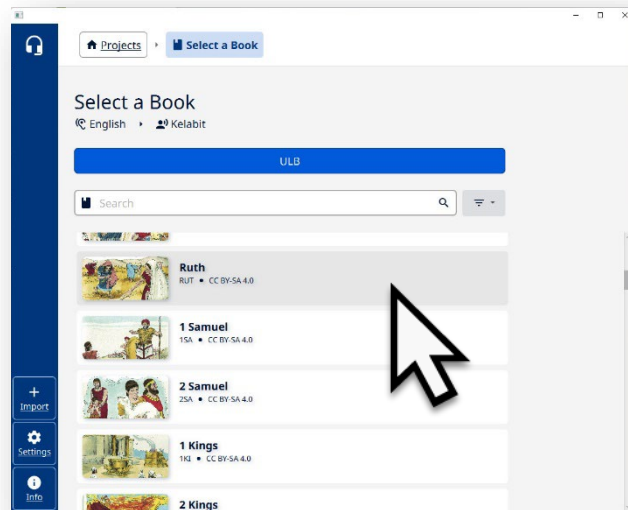 Projects
Select a Book
Select a Book
English
Kelabit
ULB
Search
Ruth
RUT • CC BY-SA 4.0
1 Samuel
1SA • CC BY-SA 4.0
2 Samuel
2SA • CC BY-SA 4.0
1 Kings
1KI • CC BY-SA 4.0
2 Kings
Import
Settings
Info